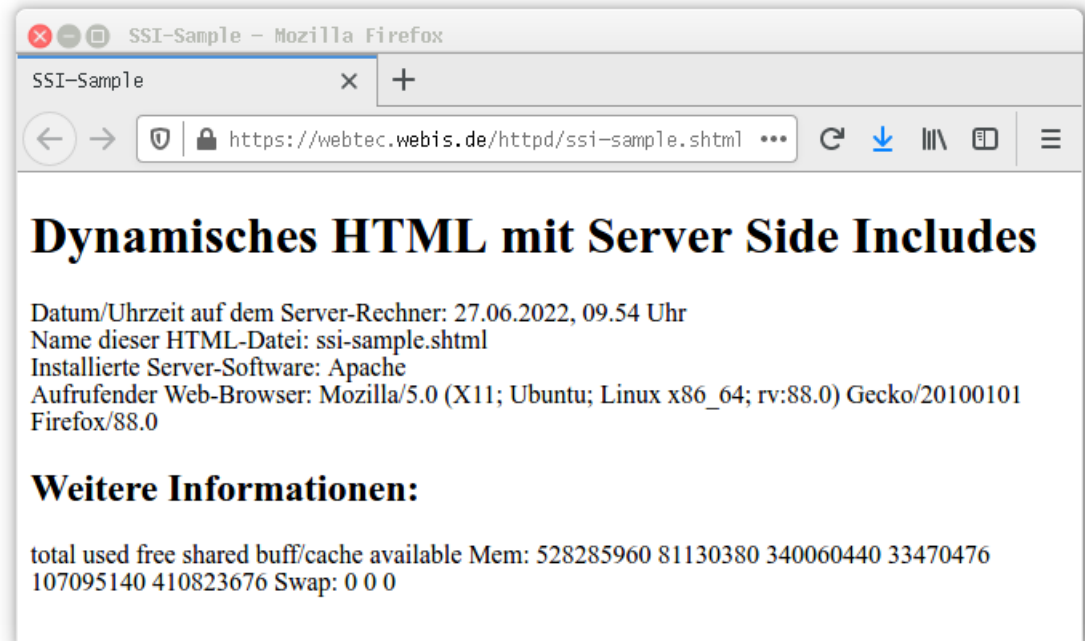 SSI-Sample - Mozilla Firefox
SSI-Sample
https://webtec.webis.de/httpd/ssi-sample.shtml
Dynamisches HTML mit Server Side Includes
Datum/Uhrzeit auf dem Server-Rechner: 27.06.2022, 09.54 Uhr
Name dieser HTML-Datei: ssi-sample.shtml
Installierte Server-Software: Apache
Aufrufender Web-Browser: Mozilla/5.0 (X11; Ubuntu; Linux x86_64; rv:88.0) Gecko/20100101
Firefox/88.0
Weitere Informationen:
total used free shared buff/cache available Mem: 528285960 81130380 340060440 33470476
107095140 410823676 Swap: 0 0 0